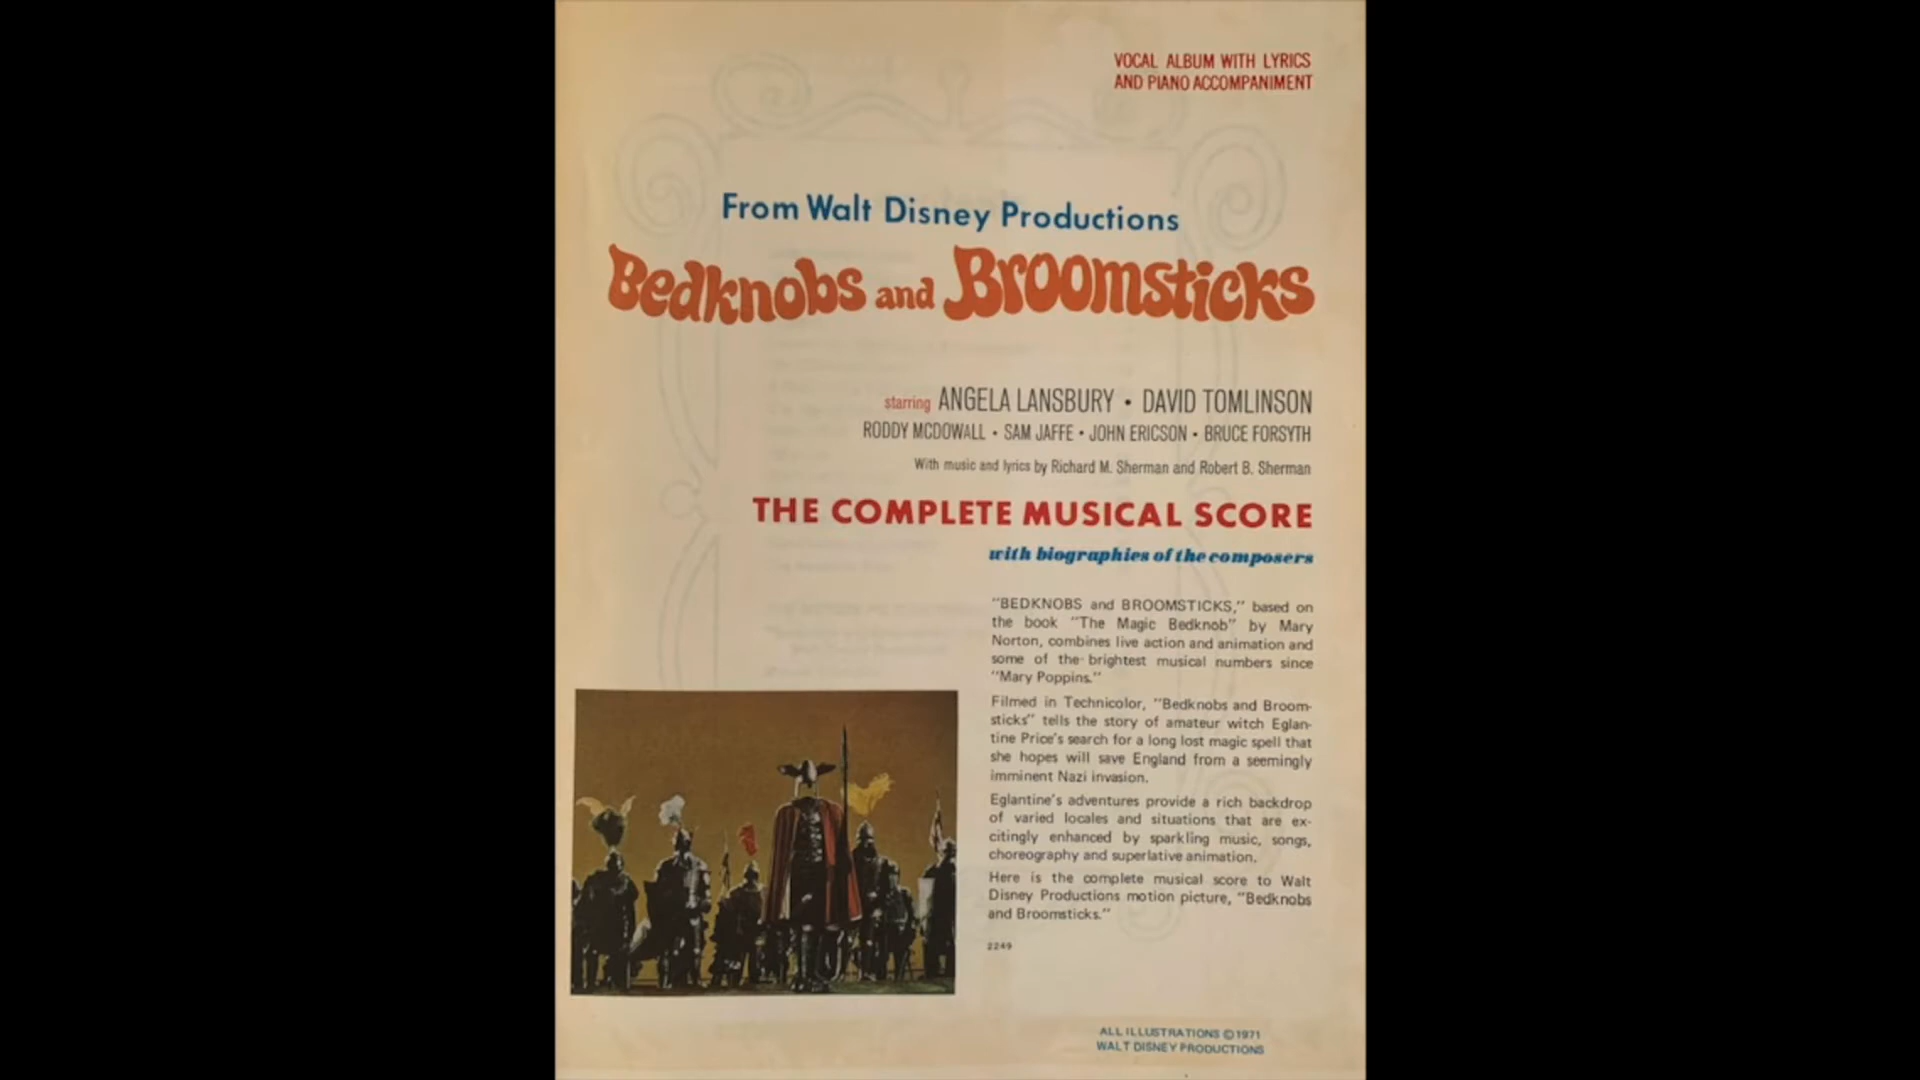 VOCAL ALBUM WITH LYRICS
AND PIANO ACCOMPANIMENT
From Walt Disney Productions
Bedknobs and Broomsticks
starring ANGELA LANSBURY • DAVID TOMLINSON
RODDY MCDOWALL • SAM JAFFE • JOHN ERICSON • BRUCE FORSYTH
With music and lyrics by Richard M. Sherman and Robert B. Sherman
THE COMPLETE MUSICAL SCORE
with biographies of the composers
"BEDKNOBS and BROOMSTICKS," based on
the book "The Magic Bedknob" by Mary
Norton, combines live action and animation and
some of the brightest musical numbers since
"Mary Poppins."
Filmed in Technicolor, "Bedknobs and Broom-
sticks" tells the story of amateur witch Eglan-
tine Price's search for a long lost magic spell that
she hopes will save England from a seemingly
imminent Nazi invasion.
Eglantine's adventures provide a rich backdrop
of varied locales and situations that are ex-
citingly enhanced by sparkling music, songs,
choreography and superlative animation.
Here is the complete musical score to Walt
Disney Productions motion picture, "Bedknobs
and Broomsticks."
2249
ALL ILLUSTRATIONS © 1971
WALT DISNEY PRODUCTIONS